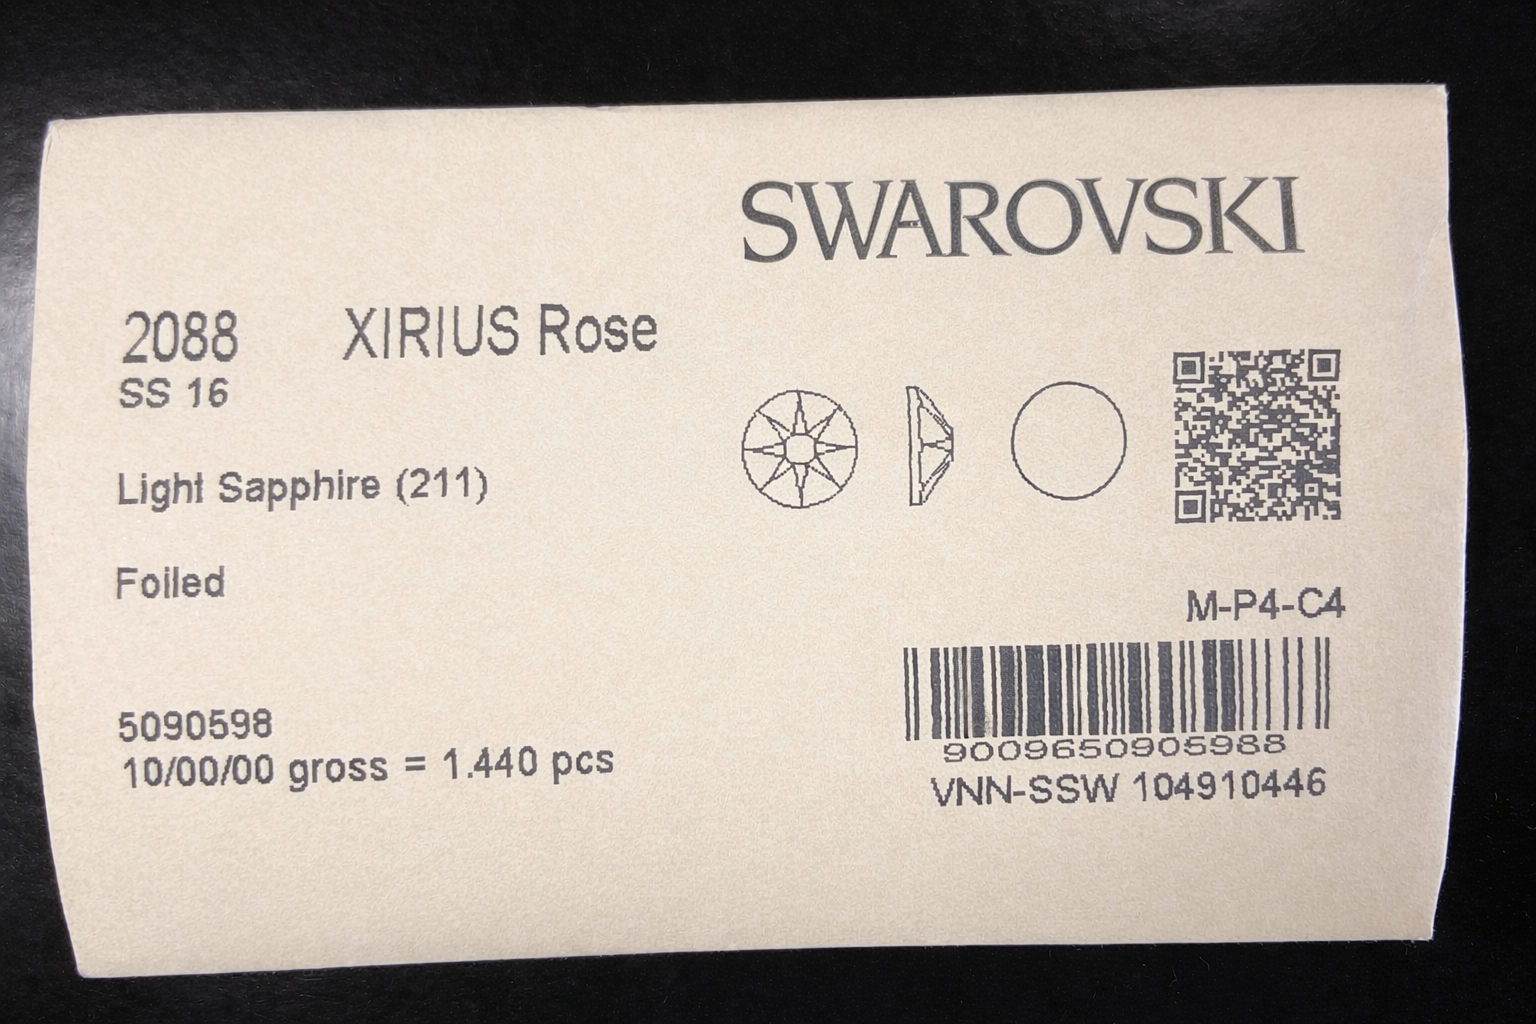 SWAROVSKI
2088 XIRIUS Rose
SS 16
Light Sapphire (211)
Foiled
M-P4-C4
5090598
10/00/00 gross = 1.440 pcs
9009650905988
VNN-SSW 104910446